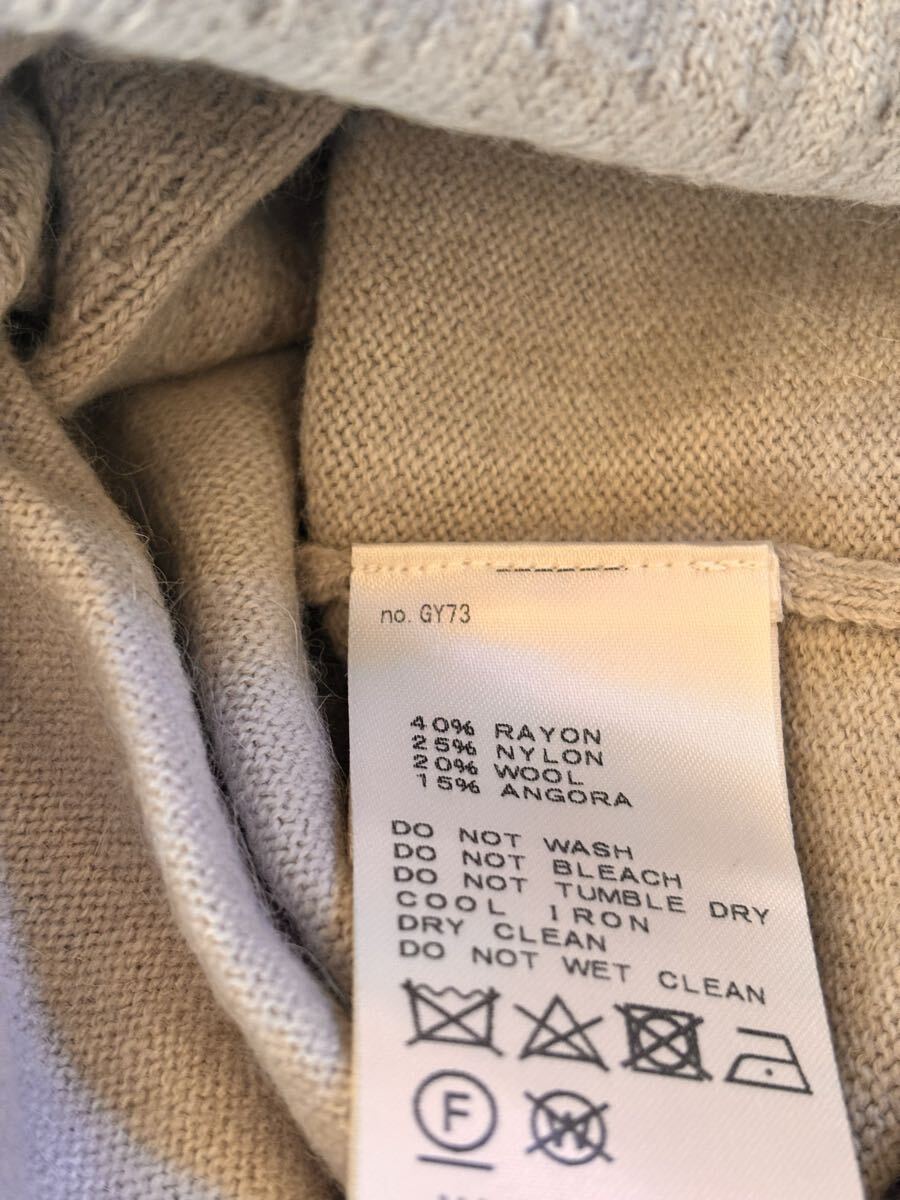 no. GY73
40% RAYON
25% NYLON
20% WOOL
15% ANGORA
DO NOT WASH
DO NOT BLEACH
DO NOT TUMBLE DRY
COOL IRON
DRY CLEAN
DO NOT WET CLEAN
F
W